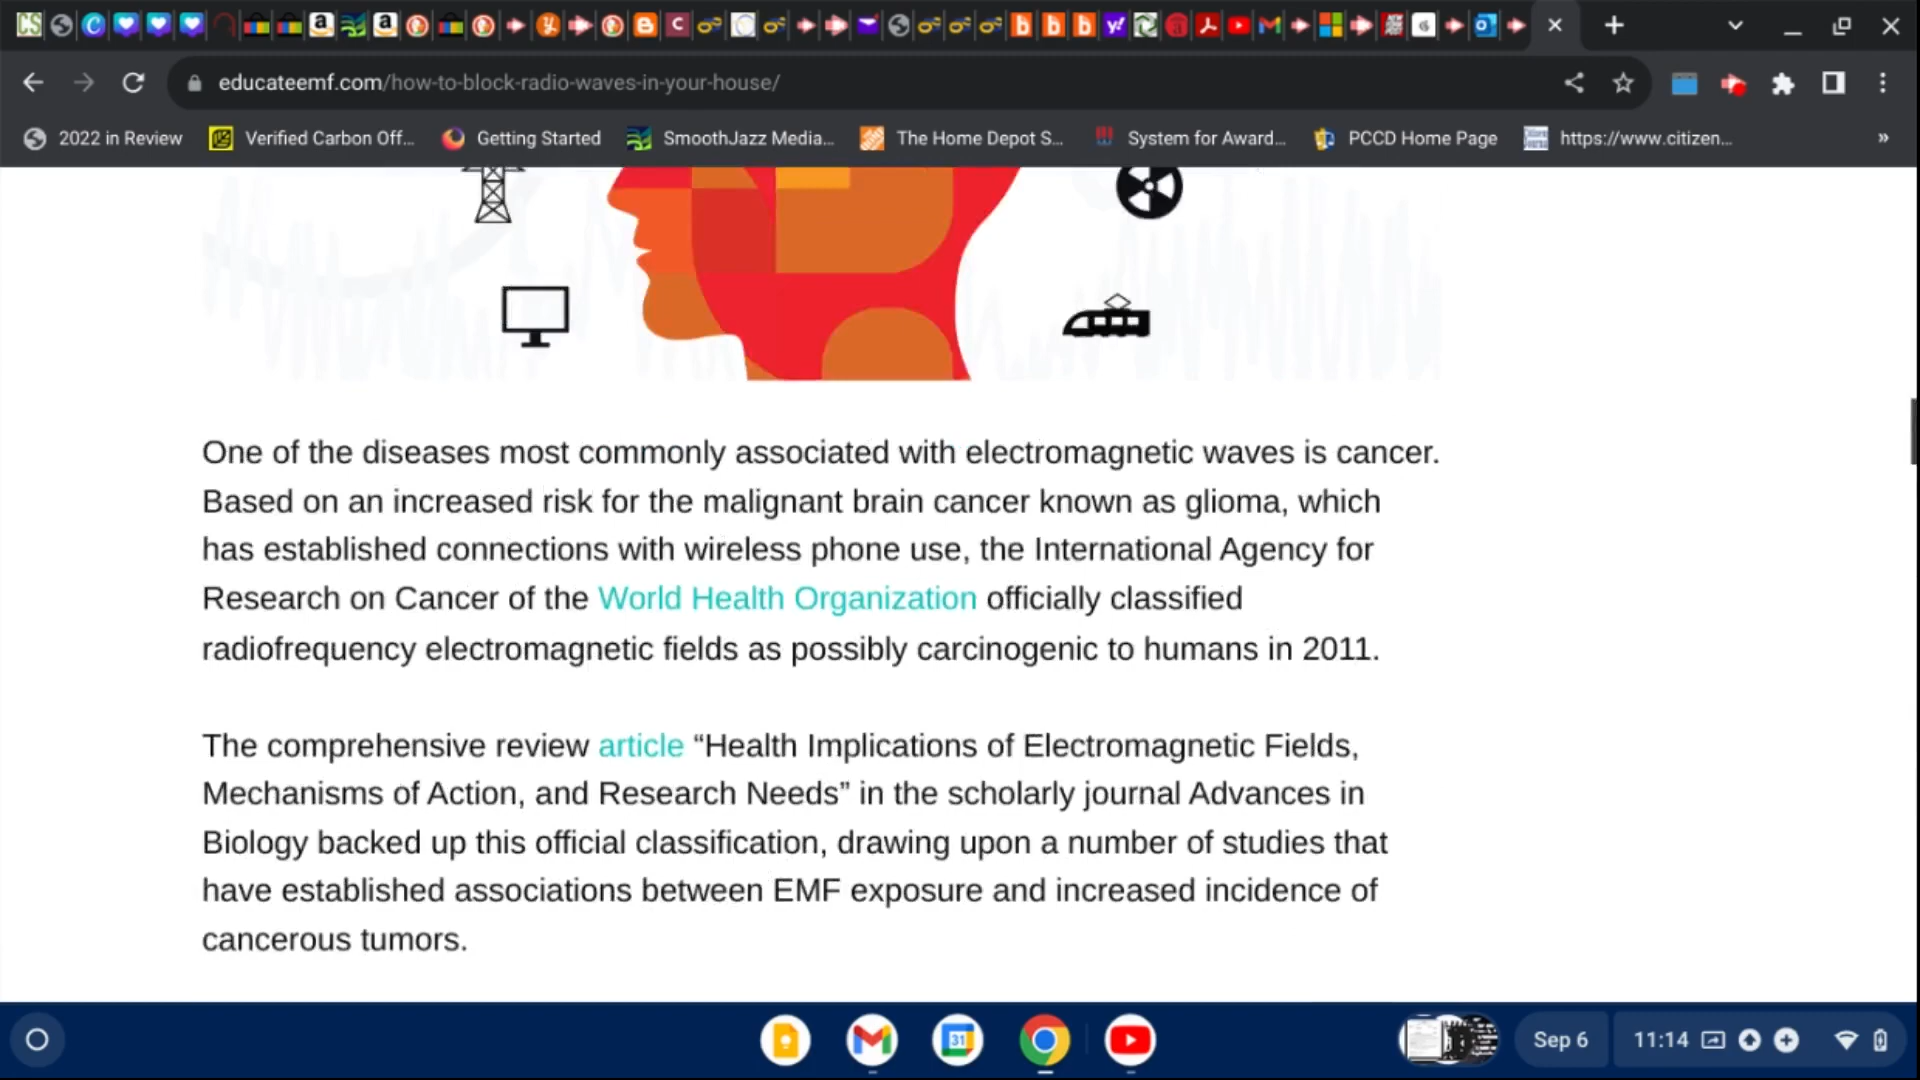 educateemf.com/how-to-block-radio-waves-in-your-house/
2022 in Review
Verified Carbon Off...
Getting Started
SmoothJazz Media...
The Home Depot S...
System for Award...
PCCD Home Page
https://www.citizen...
»
One of the diseases most commonly associated with electromagnetic waves is cancer.
Based on an increased risk for the malignant brain cancer known as glioma, which
has established connections with wireless phone use, the International Agency for
Research on Cancer of the World Health Organization officially classified
radiofrequency electromagnetic fields as possibly carcinogenic to humans in 2011.
The comprehensive review article “Health Implications of Electromagnetic Fields,
Mechanisms of Action, and Research Needs” in the scholarly journal Advances in
Biology backed up this official classification, drawing upon a number of studies that
have established associations between EMF exposure and increased incidence of
cancerous tumors.
31
Sep 6
11:14